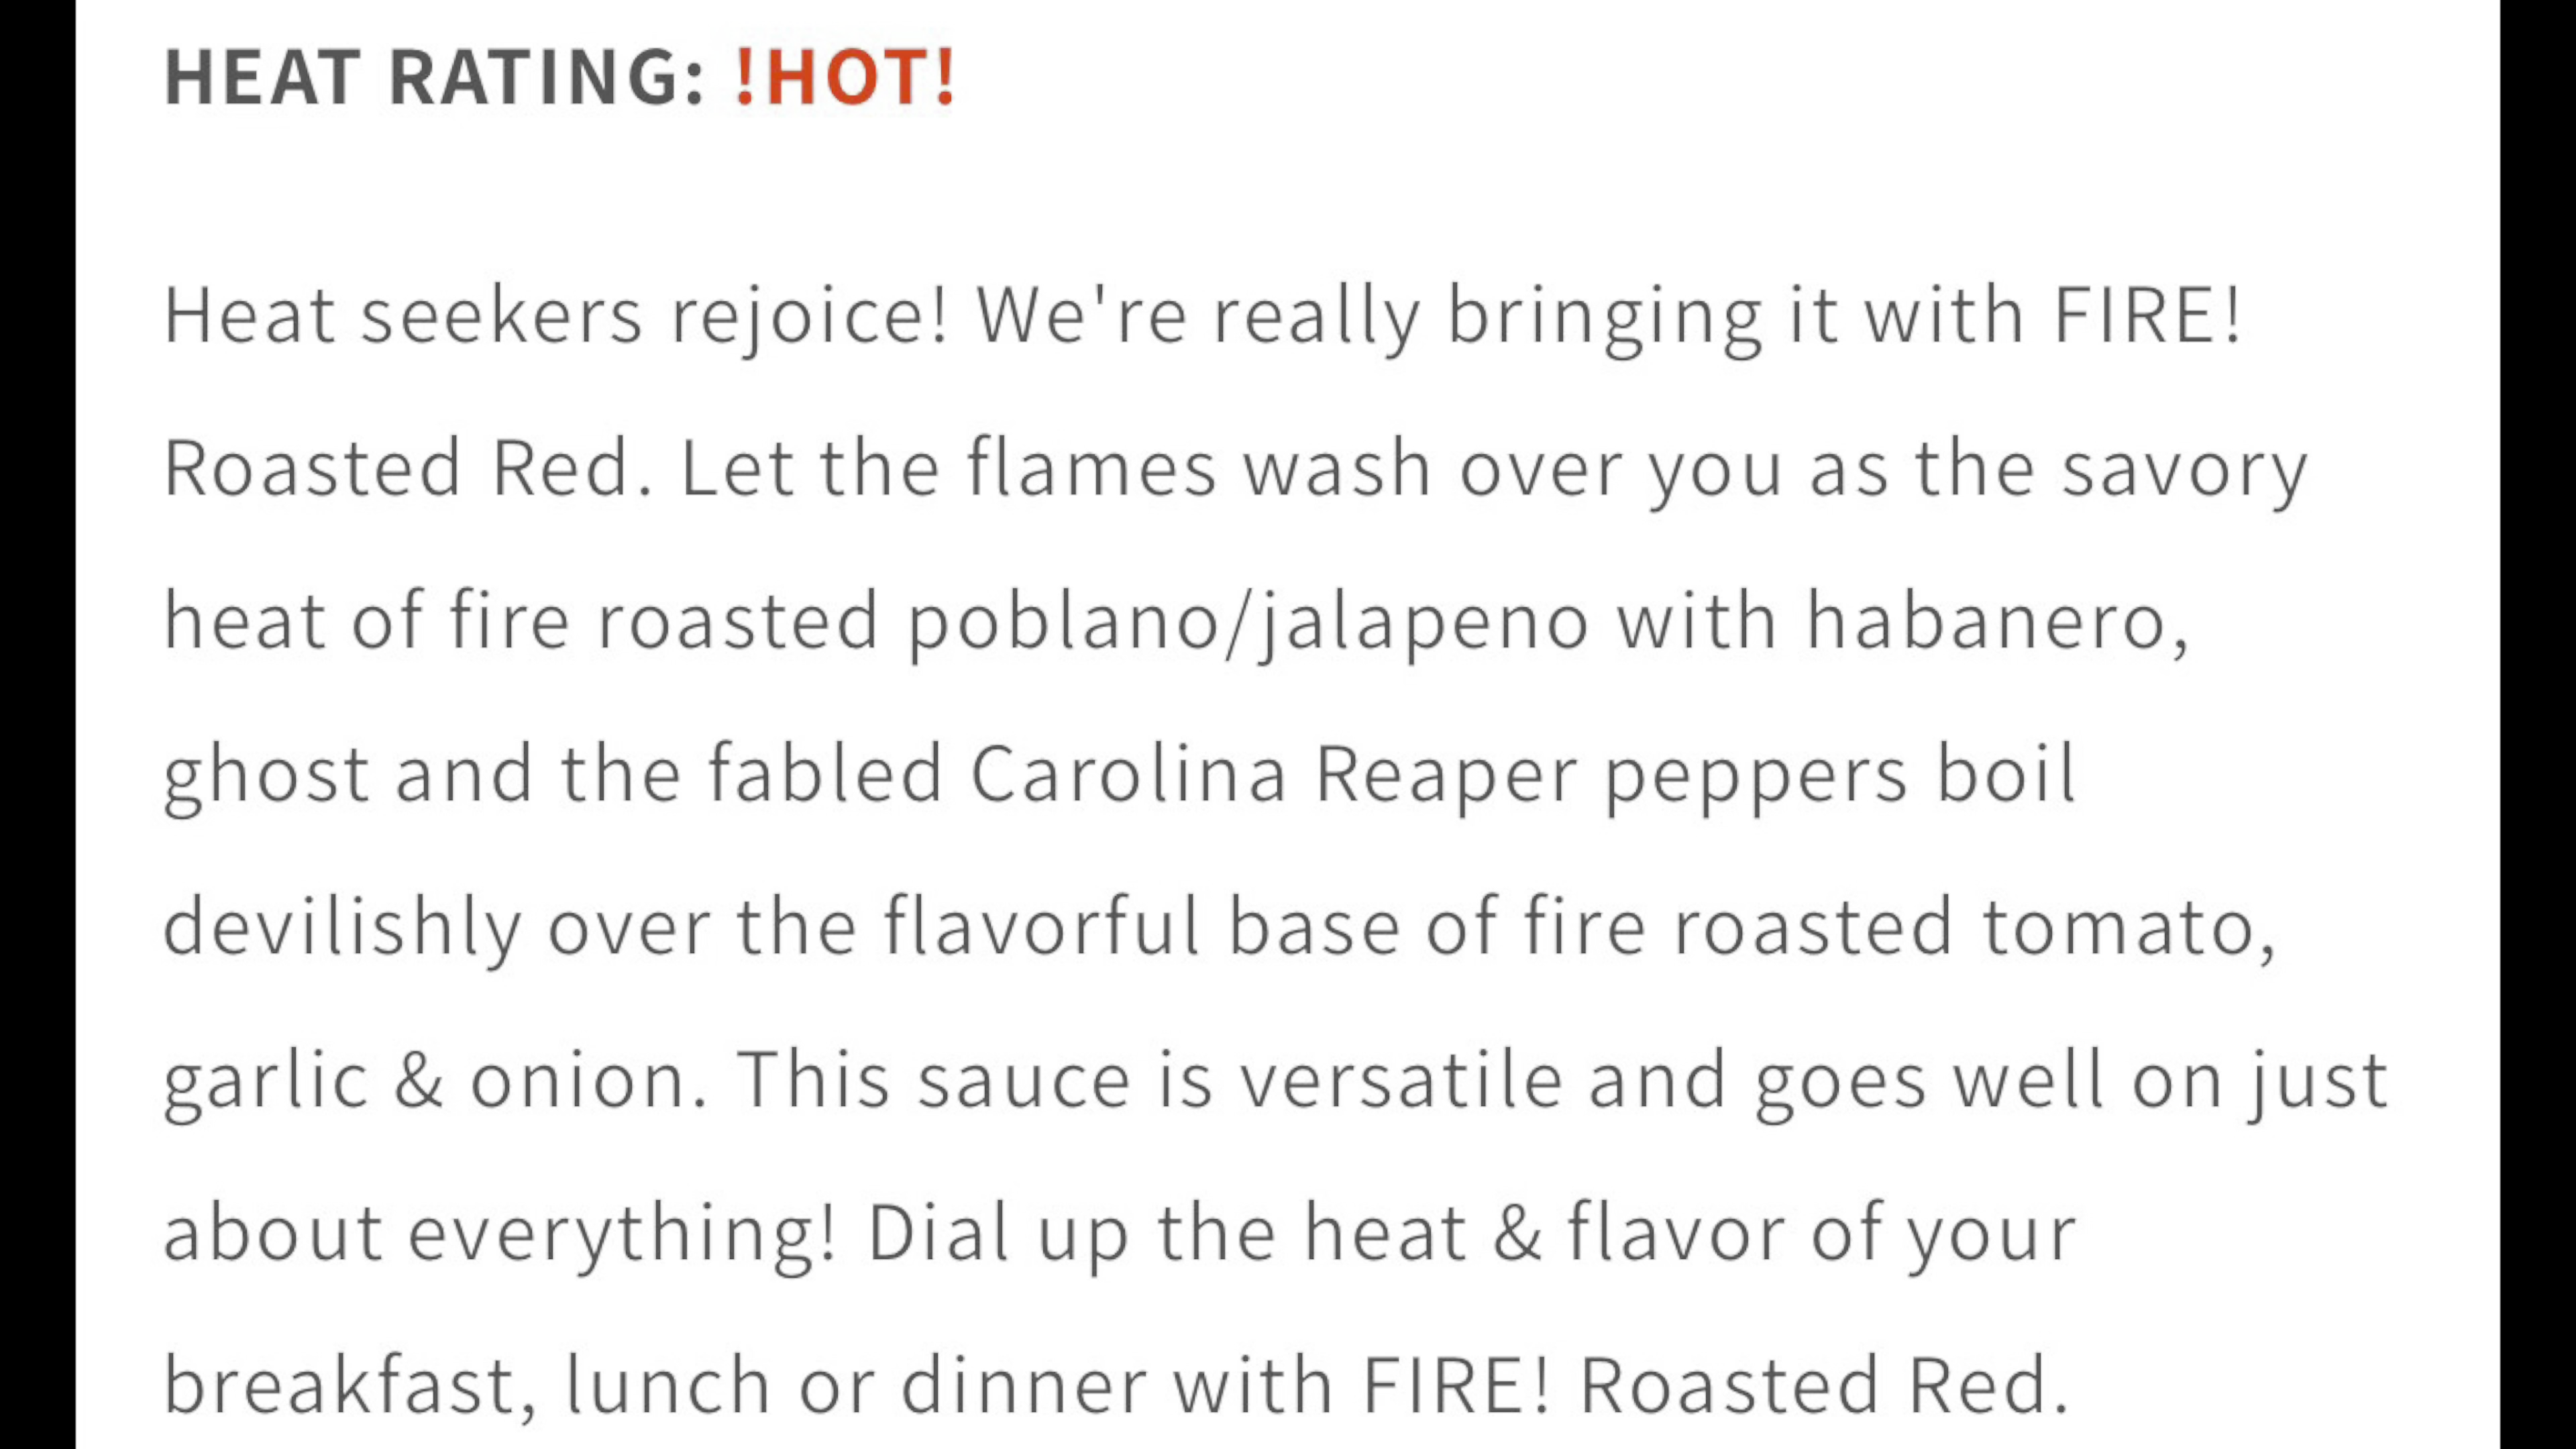 HEAT RATING: !HOT!
Heat seekers rejoice! We're really bringing it with FIRE!
Roasted Red. Let the flames wash over you as the savory
heat of fire roasted poblano/jalapeno with habanero,
ghost and the fabled Carolina Reaper peppers boil
devilishly over the flavorful base of fire roasted tomato,
garlic & onion. This sauce is versatile and goes well on just
about everything! Dial up the heat & flavor of your
breakfast, lunch or dinner with FIRE! Roasted Red.